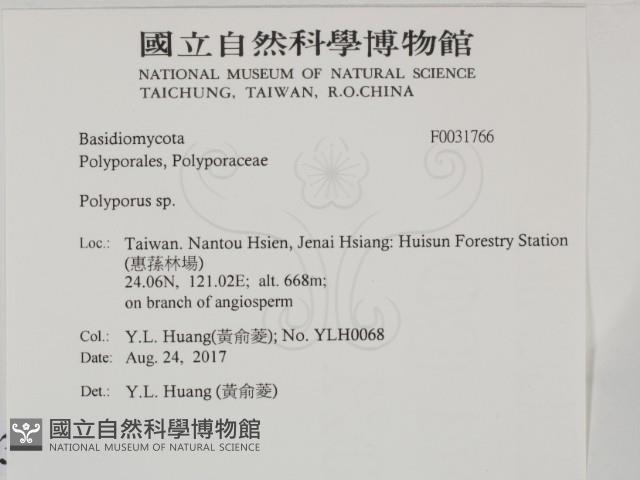 國立自然科學博物館
NATIONAL MUSEUM OF NATURAL SCIENCE
TAICHUNG, TAIWAN, R.O.CHINA
Basidiomycota F0031766
Polyporales, Polyporaceae
Polyporus sp.
Loc.: Taiwan. Nantou Hsien, Jenai Hsiang: Huisun Forestry Station
(惠蓀林場)
24.06N, 121.02E; alt. 668m;
on branch of angiosperm
Col.: Y.L. Huang(黃俞菱); No. YLH0068
Date: Aug. 24, 2017
Det.: Y.L. Huang (黃俞菱)
國立自然科學博物館
NATIONAL MUSEUM OF NATURAL SCIENCE